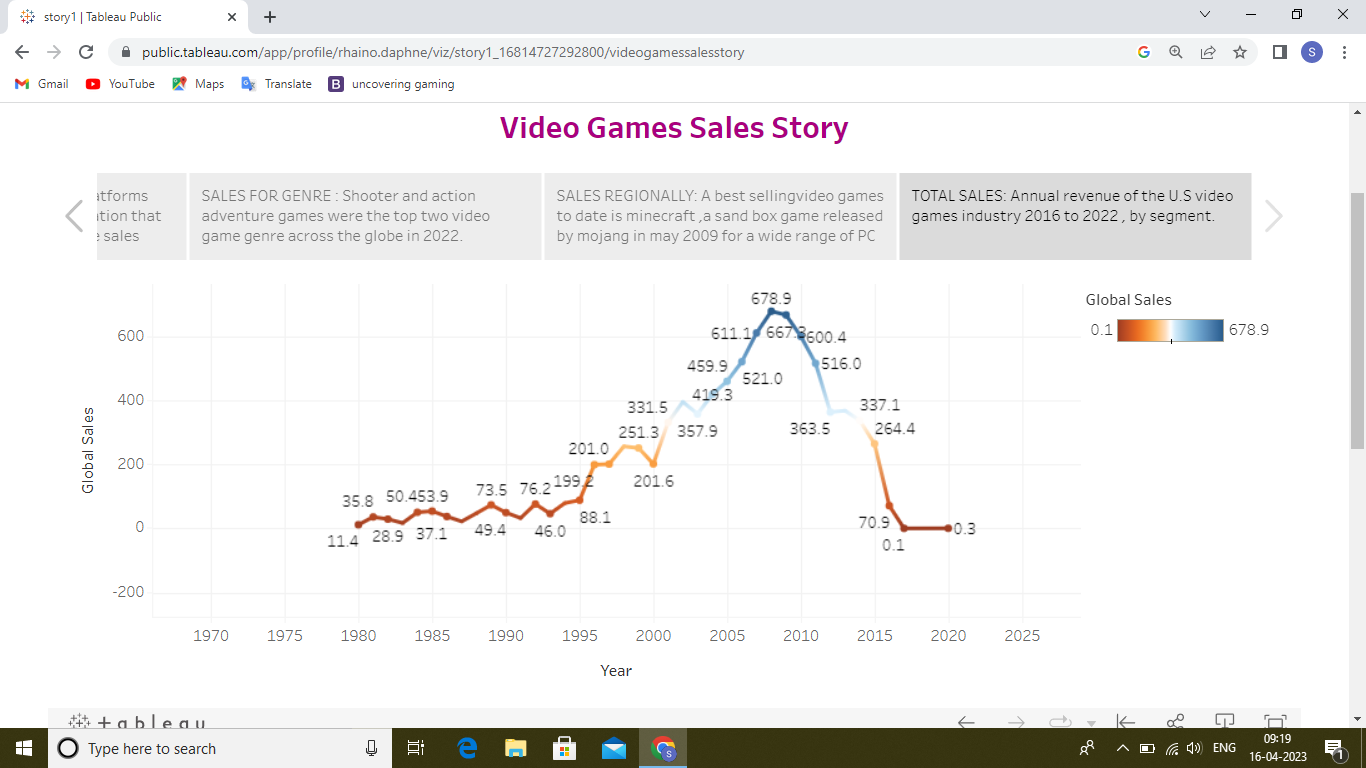 story1 | Tableau Public
public.tableau.com/app/profile/rhaino.daphne/viz/story1_16814727292800/videogamessalesstory
G
S
Gmail
YouTube
Maps
Translate
B
uncovering gaming
Video Games Sales Story
atforms
ation that
e sales
SALES FOR GENRE : Shooter and action
adventure games were the top two video
game genre across the globe in 2022.
SALES REGIONALLY: A best sellingvideo games
to date is minecraft ,a sand box game released
by mojang in may 2009 for a wide range of PC
TOTAL SALES: Annual revenue of the U.S video
games industry 2016 to 2022 , by segment.
Global Sales
0.1
678.9
Global Sales
600
400
200
0
-200
11.4
35.8
28.9
50.4
53.9
37.1
73.5
49.4
76.2
46.0
199.2
88.1
201.0
251.3
201.6
331.5
357.9
419.3
459.9
521.0
611.1
678.9
667.3
600.4
516.0
363.5
337.1
264.4
70.9
0.1
0.3
1970
1975
1980
1985
1990
1995
2000
2005
2010
2015
2020
2025
Year
+ableau
Type here to search
ENG
09:19
16-04-2023
1